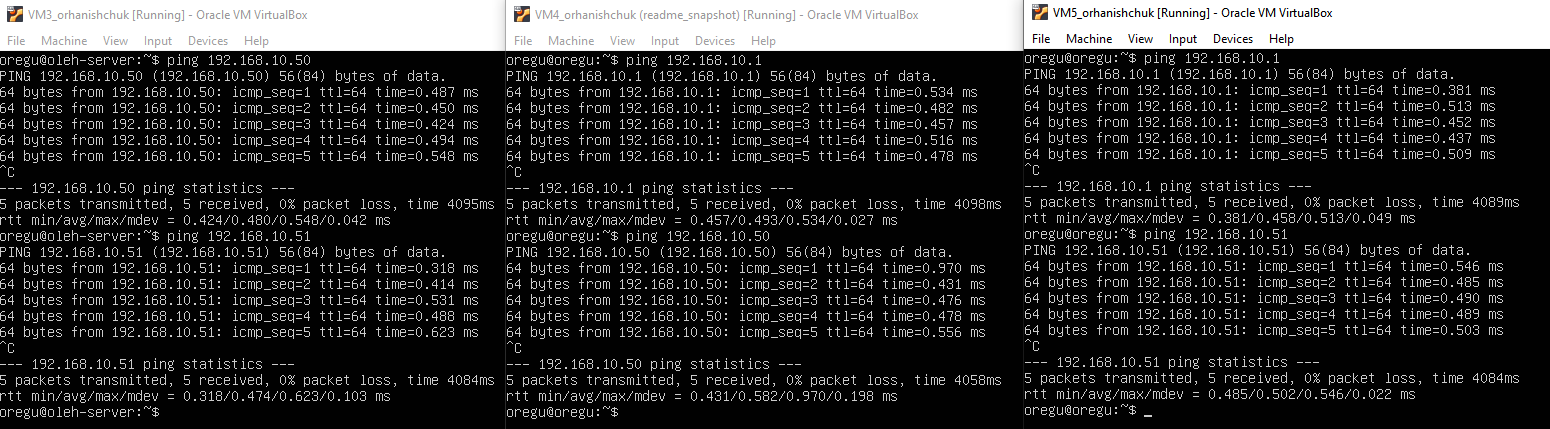 VM3_orhanishchuk [Running] - Oracle VM VirtualBox
File Machine View Input Devices Help
oregu@oleh-server:~$ ping 192.168.10.50
PING 192.168.10.50 (192.168.10.50) 56(84) bytes of data.
64 bytes from 192.168.10.50: icmp_seq=1 ttl=64 time=0.487 ms
64 bytes from 192.168.10.50: icmp_seq=2 ttl=64 time=0.450 ms
64 bytes from 192.168.10.50: icmp_seq=3 ttl=64 time=0.424 ms
64 bytes from 192.168.10.50: icmp_seq=4 ttl=64 time=0.494 ms
64 bytes from 192.168.10.50: icmp_seq=5 ttl=64 time=0.548 ms
^C
--- 192.168.10.50 ping statistics ---
5 packets transmitted, 5 received, 0% packet loss, time 4095ms
rtt min/avg/max/mdev = 0.424/0.480/0.548/0.042 ms
oregu@oleh-server:~$ ping 192.168.10.51
PING 192.168.10.51 (192.168.10.51) 56(84) bytes of data.
64 bytes from 192.168.10.51: icmp_seq=1 ttl=64 time=0.318 ms
64 bytes from 192.168.10.51: icmp_seq=2 ttl=64 time=0.414 ms
64 bytes from 192.168.10.51: icmp_seq=3 ttl=64 time=0.531 ms
64 bytes from 192.168.10.51: icmp_seq=4 ttl=64 time=0.488 ms
64 bytes from 192.168.10.51: icmp_seq=5 ttl=64 time=0.623 ms
^C
--- 192.168.10.51 ping statistics ---
5 packets transmitted, 5 received, 0% packet loss, time 4084ms
rtt min/avg/max/mdev = 0.318/0.474/0.623/0.103 ms
oregu@oleh-server:~$
VM4_orhanishchuk (readme_snapshot) [Running] - Oracle VM VirtualBox
File Machine View Input Devices Help
oregu@oregu:~$ ping 192.168.10.1
PING 192.168.10.1 (192.168.10.1) 56(84) bytes of data.
64 bytes from 192.168.10.1: icmp_seq=1 ttl=64 time=0.534 ms
64 bytes from 192.168.10.1: icmp_seq=2 ttl=64 time=0.482 ms
64 bytes from 192.168.10.1: icmp_seq=3 ttl=64 time=0.457 ms
64 bytes from 192.168.10.1: icmp_seq=4 ttl=64 time=0.516 ms
64 bytes from 192.168.10.1: icmp_seq=5 ttl=64 time=0.478 ms
^C
--- 192.168.10.1 ping statistics ---
5 packets transmitted, 5 received, 0% packet loss, time 4098ms
rtt min/avg/max/mdev = 0.457/0.493/0.534/0.027 ms
oregu@oregu:~$ ping 192.168.10.50
PING 192.168.10.50 (192.168.10.50) 56(84) bytes of data.
64 bytes from 192.168.10.50: icmp_seq=1 ttl=64 time=0.970 ms
64 bytes from 192.168.10.50: icmp_seq=2 ttl=64 time=0.431 ms
64 bytes from 192.168.10.50: icmp_seq=3 ttl=64 time=0.476 ms
64 bytes from 192.168.10.50: icmp_seq=4 ttl=64 time=0.478 ms
64 bytes from 192.168.10.50: icmp_seq=5 ttl=64 time=0.556 ms
^C
--- 192.168.10.50 ping statistics ---
5 packets transmitted, 5 received, 0% packet loss, time 4058ms
rtt min/avg/max/mdev = 0.431/0.582/0.970/0.198 ms
oregu@oregu:~$
VM5_orhanishchuk [Running] - Oracle VM VirtualBox
File Machine View Input Devices Help
oregu@oregu:~$ ping 192.168.10.1
PING 192.168.10.1 (192.168.10.1) 56(84) bytes of data.
64 bytes from 192.168.10.1: icmp_seq=1 ttl=64 time=0.381 ms
64 bytes from 192.168.10.1: icmp_seq=2 ttl=64 time=0.513 ms
64 bytes from 192.168.10.1: icmp_seq=3 ttl=64 time=0.452 ms
64 bytes from 192.168.10.1: icmp_seq=4 ttl=64 time=0.437 ms
64 bytes from 192.168.10.1: icmp_seq=5 ttl=64 time=0.509 ms
^C
--- 192.168.10.1 ping statistics ---
5 packets transmitted, 5 received, 0% packet loss, time 4089ms
rtt min/avg/max/mdev = 0.381/0.458/0.513/0.049 ms
oregu@oregu:~$ ping 192.168.10.51
PING 192.168.10.51 (192.168.10.51) 56(84) bytes of data.
64 bytes from 192.168.10.51: icmp_seq=1 ttl=64 time=0.546 ms
64 bytes from 192.168.10.51: icmp_seq=2 ttl=64 time=0.485 ms
64 bytes from 192.168.10.51: icmp_seq=3 ttl=64 time=0.490 ms
64 bytes from 192.168.10.51: icmp_seq=4 ttl=64 time=0.489 ms
64 bytes from 192.168.10.51: icmp_seq=5 ttl=64 time=0.503 ms
^C
--- 192.168.10.51 ping statistics ---
5 packets transmitted, 5 received, 0% packet loss, time 4084ms
rtt min/avg/max/mdev = 0.485/0.502/0.546/0.022 ms
oregu@oregu:~$ _